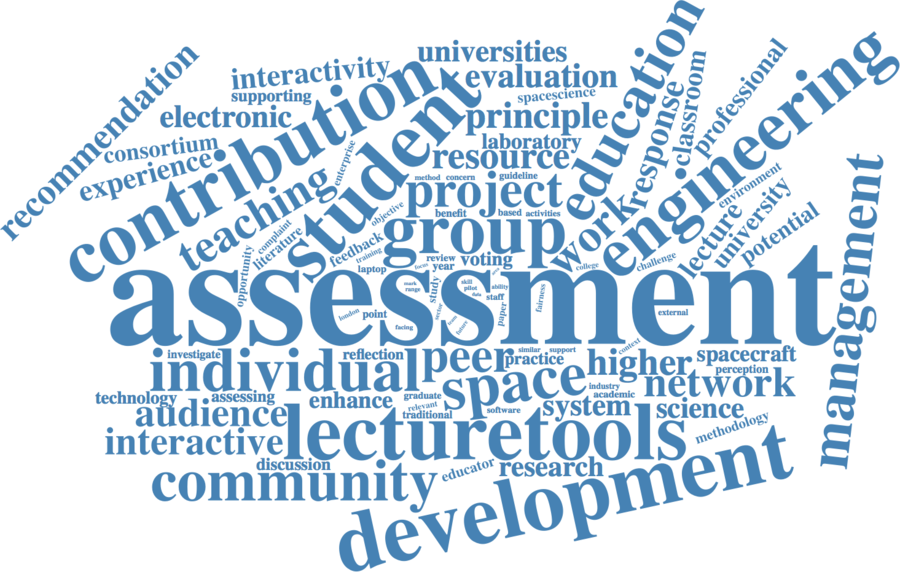 universities
interactivity
evaluation
supporting
spacescience
recommendation
contribution
student
education
response
classroom
professional
engineering
electronic
principle
consortium
laboratory
resource
experience
enterprise
method
concern
guideline
teaching
project
objective
benefit
based
activities
work
environment
complaint
literature
feedback
group
lecture
university
potential
management
training
review
voting
opportunity
laptop
focus
year
college
challenge
assessment
mark
range
study
skill
pilot
data
ability
staff
paper
fairness
london
point
sector
future
external
facing
investigate
reflection
peer
similar
support
practice
context
higher
spacecraft
perception
individual
space
network
technology
assessing
enhance
graduate
industry
academic
audience
relevant
traditional
software
system
science
interactive
lecturetools
methodology
discussion
community
educator
research
development